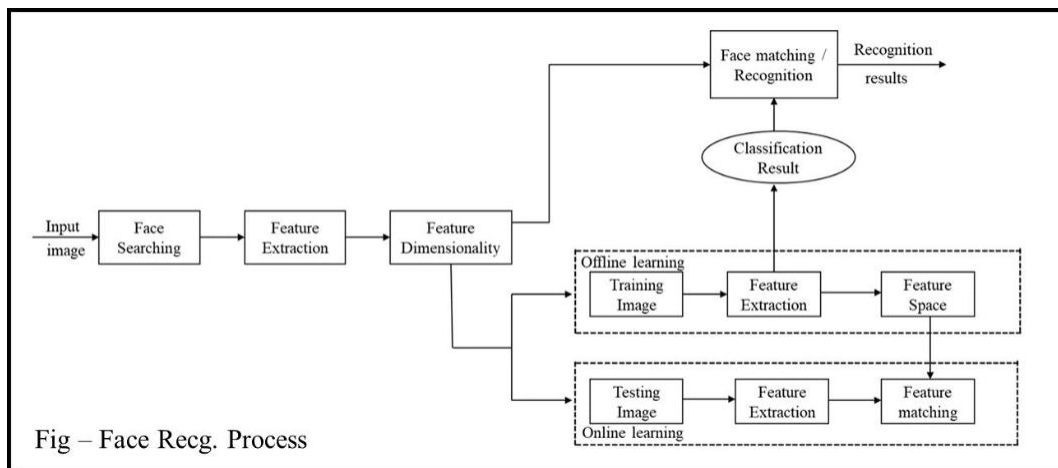 Face matching /
Recognition
Recognition
results
Classification
Result
Input
image
Face
Searching
Feature
Extraction
Feature
Dimensionality
Offline learning
Training
Image
Feature
Extraction
Feature
Space
Testing
Image
Feature
Extraction
Feature
matching
Online learning
Fig – Face Recg. Process